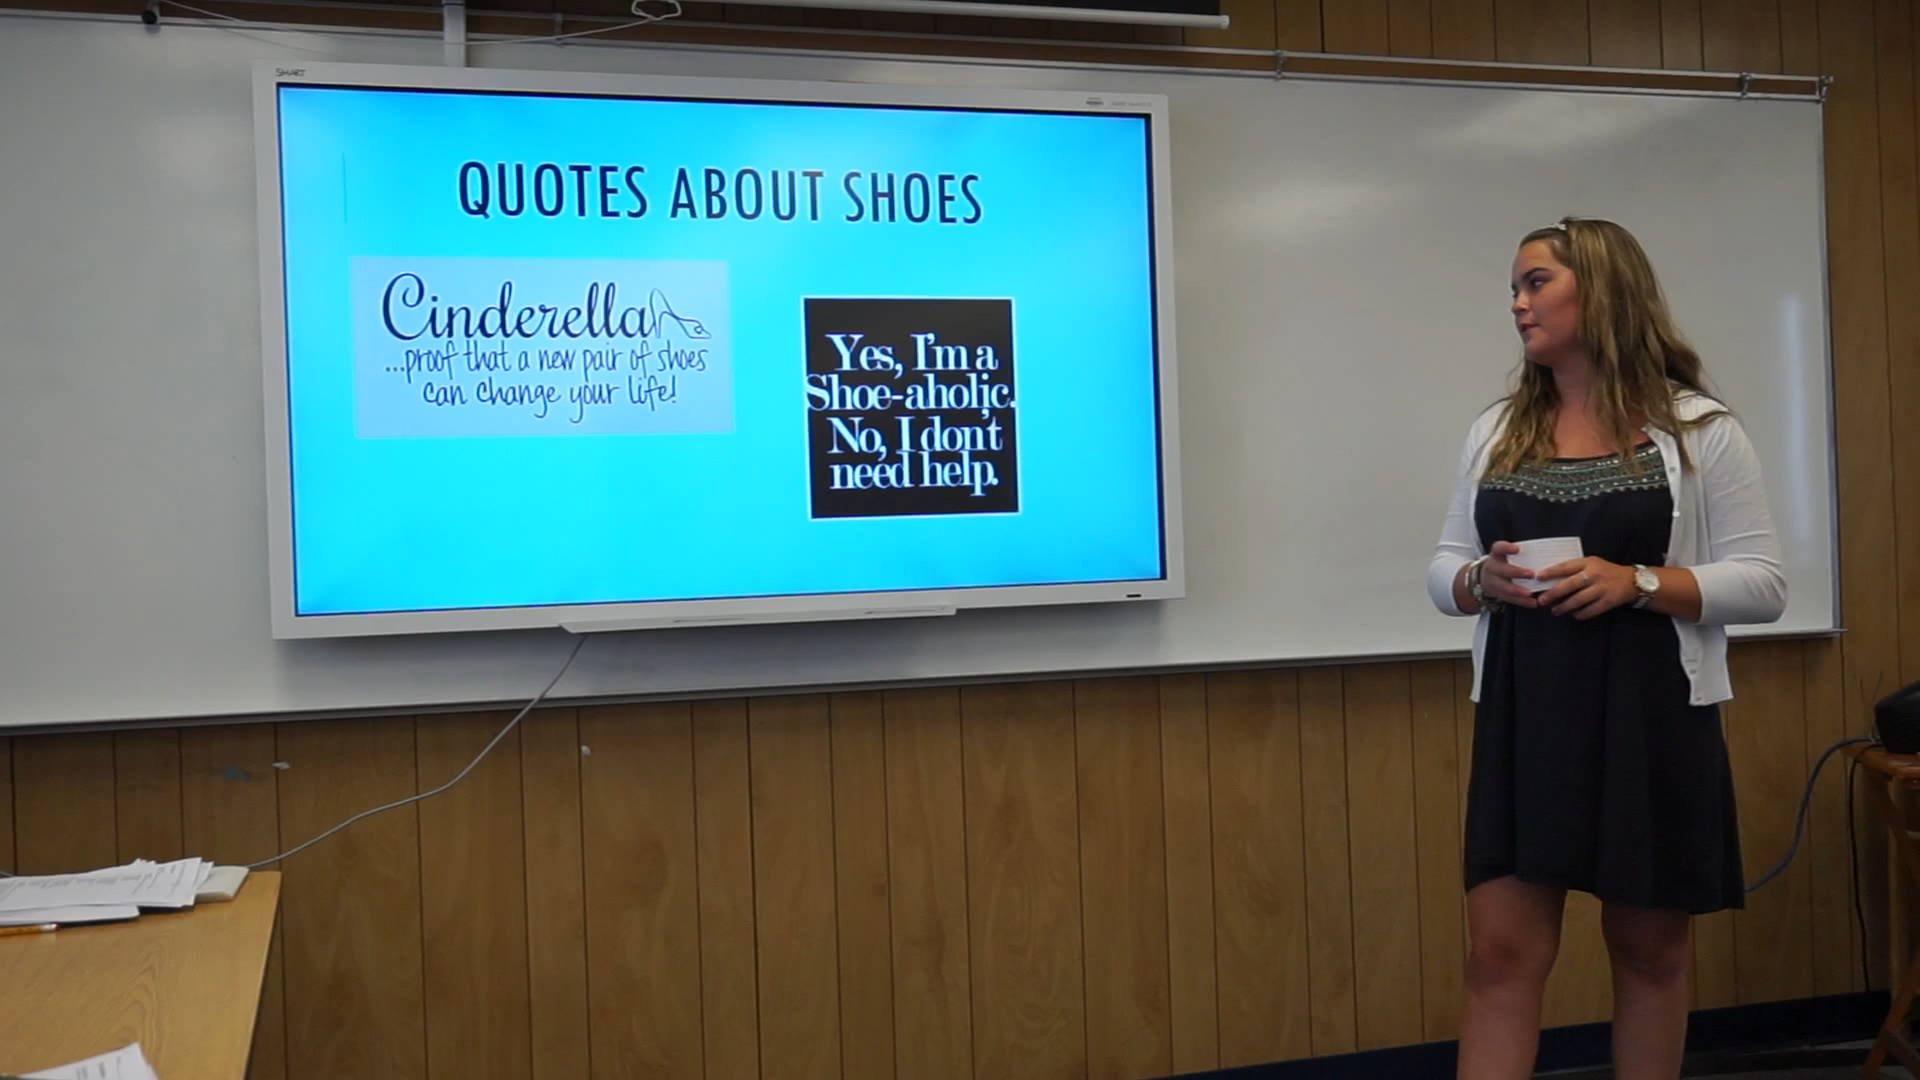 SMART
QUOTES ABOUT SHOES
Cinderella
...proof that a new pair of shoes
can change your life!
Yes, I'm a
Shoe-aholic.
No, I don't
need help.